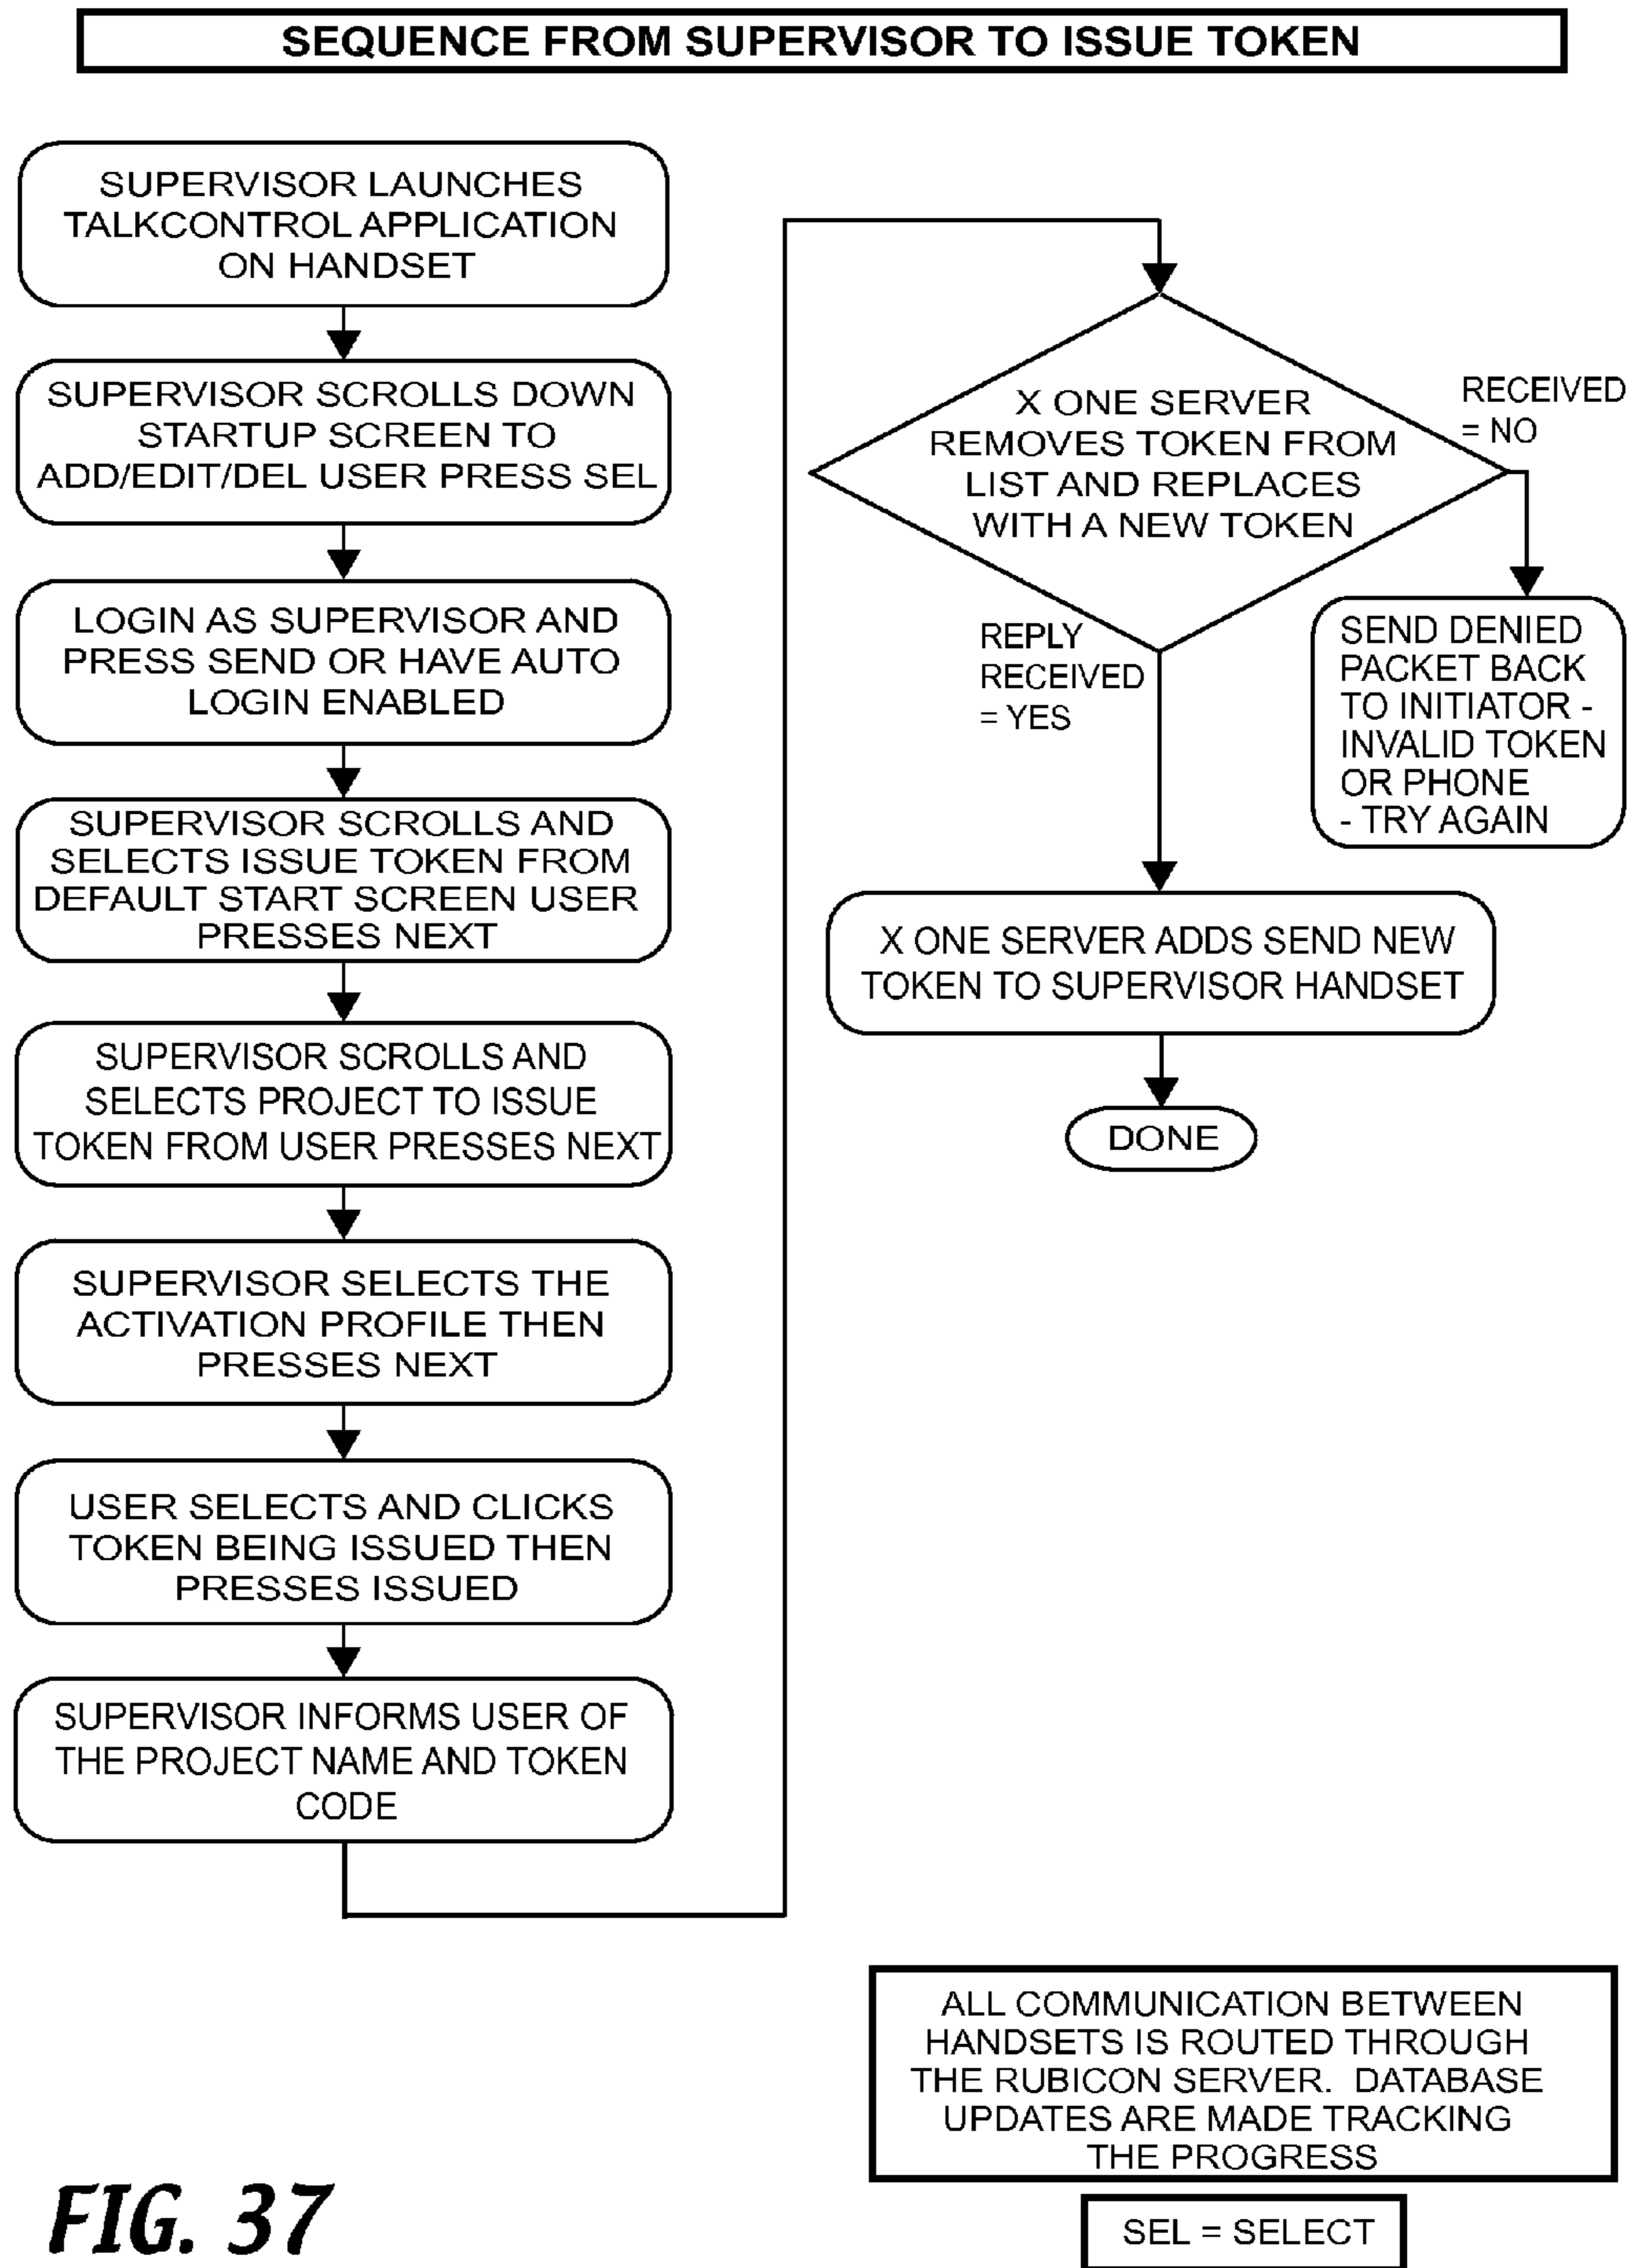 SEQUENCE FROM SUPERVISOR TO ISSUE TOKEN
SUPERVISOR LAUNCHES
TALKCONTROL APPLICATION
ON HANDSET
SUPERVISOR SCROLLS DOWN
STARTUP SCREEN TO
ADD/EDIT/DEL USER PRESS SEL
LOGIN AS SUPERVISOR AND
PRESS SEND OR HAVE AUTO
LOGIN ENABLED
SUPERVISOR SCROLLS AND
SELECTS ISSUE TOKEN FROM
DEFAULT START SCREEN USER
PRESSES NEXT
SUPERVISOR SCROLLS AND
SELECTS PROJECT TO ISSUE
TOKEN FROM USER PRESSES NEXT
SUPERVISOR SELECTS THE
ACTIVATION PROFILE THEN
PRESSES NEXT
USER SELECTS AND CLICKS
TOKEN BEING ISSUED THEN
PRESSES ISSUED
SUPERVISOR INFORMS USER OF
THE PROJECT NAME AND TOKEN
CODE
X ONE SERVER
REMOVES TOKEN FROM
LIST AND REPLACES
WITH A NEW TOKEN
RECEIVED
= NO
SEND DENIED
PACKET BACK
TO INITIATOR -
INVALID TOKEN
OR PHONE
- TRY AGAIN
REPLY
RECEIVED
= YES
X ONE SERVER ADDS SEND NEW
TOKEN TO SUPERVISOR HANDSET
DONE
ALL COMMUNICATION BETWEEN
HANDSETS IS ROUTED THROUGH
THE RUBICON SERVER. DATABASE
UPDATES ARE MADE TRACKING
THE PROGRESS
SEL = SELECT
FIG. 37